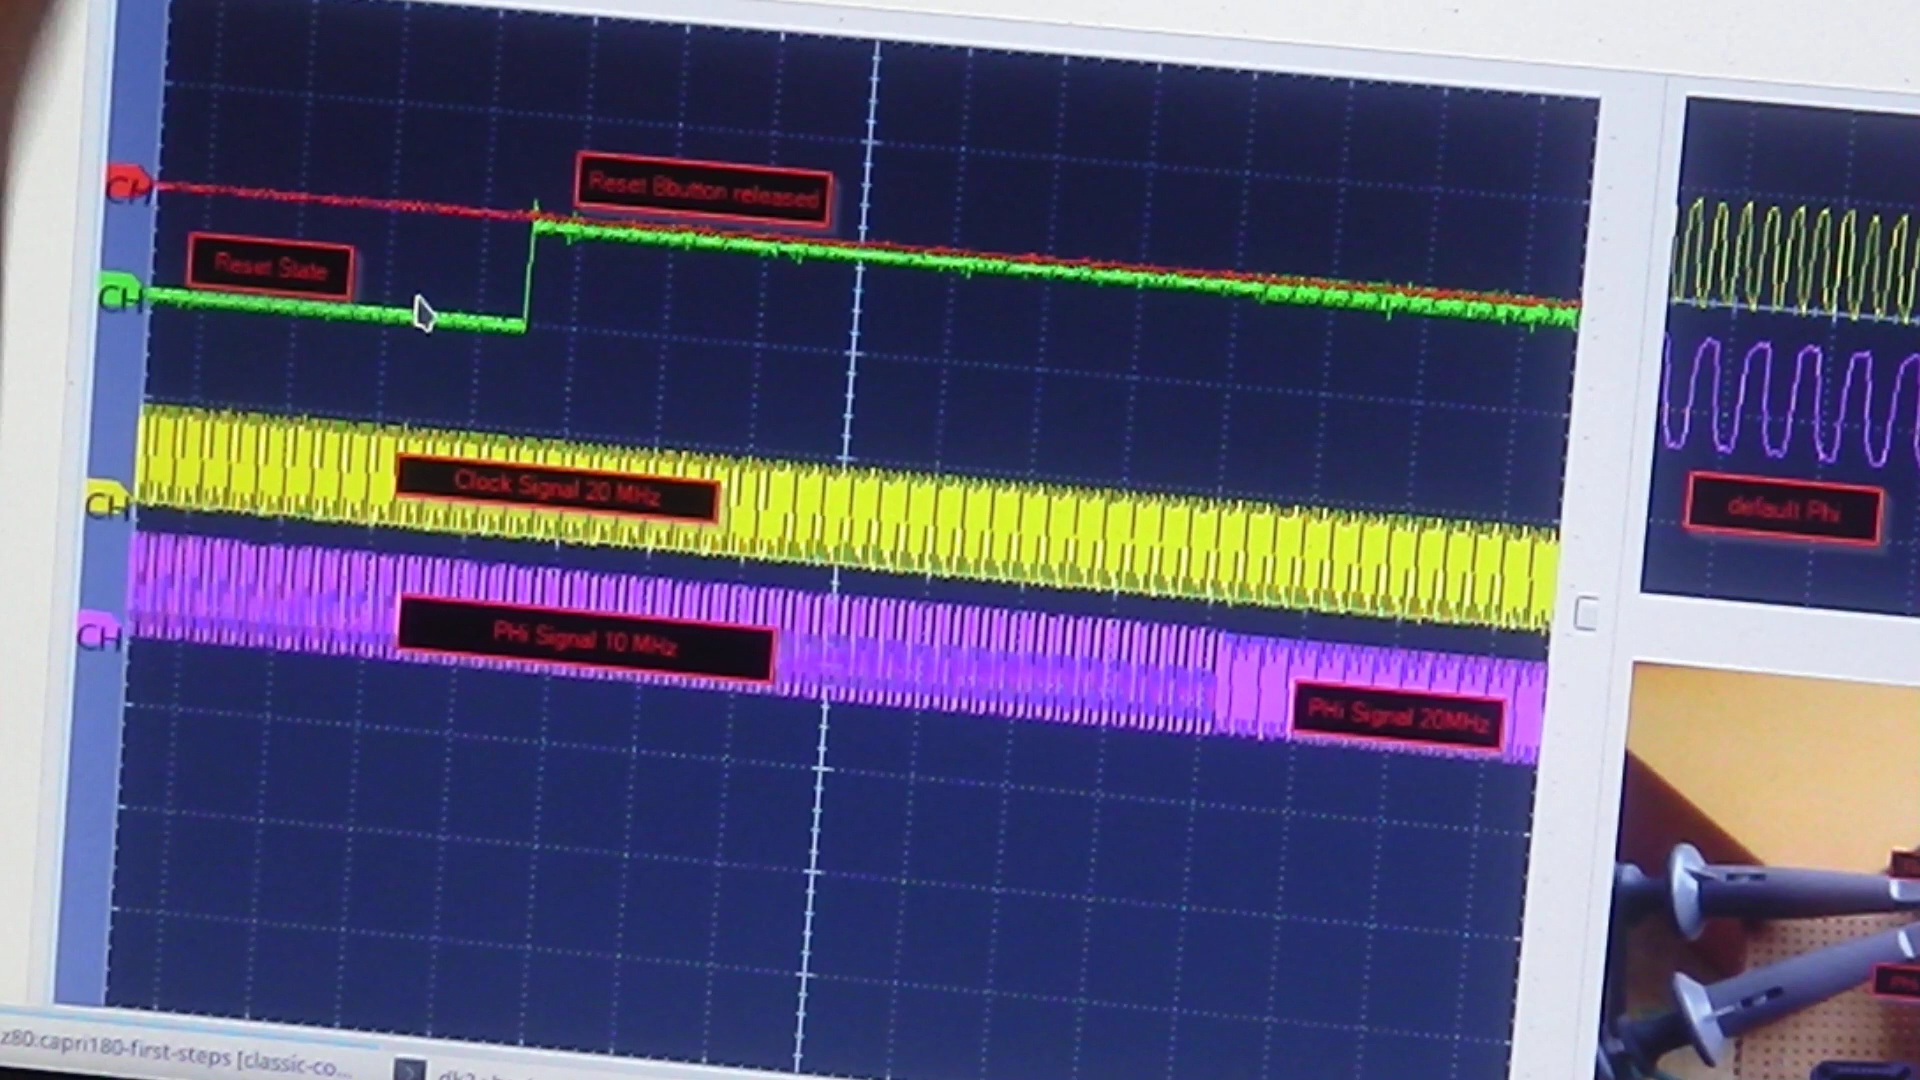 CH
Reset Bbutton released
Reset State
CH
CH
Clock Signal 20 MHz
CH
PHi Signal 10 MHz
PHi Signal 20MHz
default Phi
z80:capri180-first-steps [classic-co...